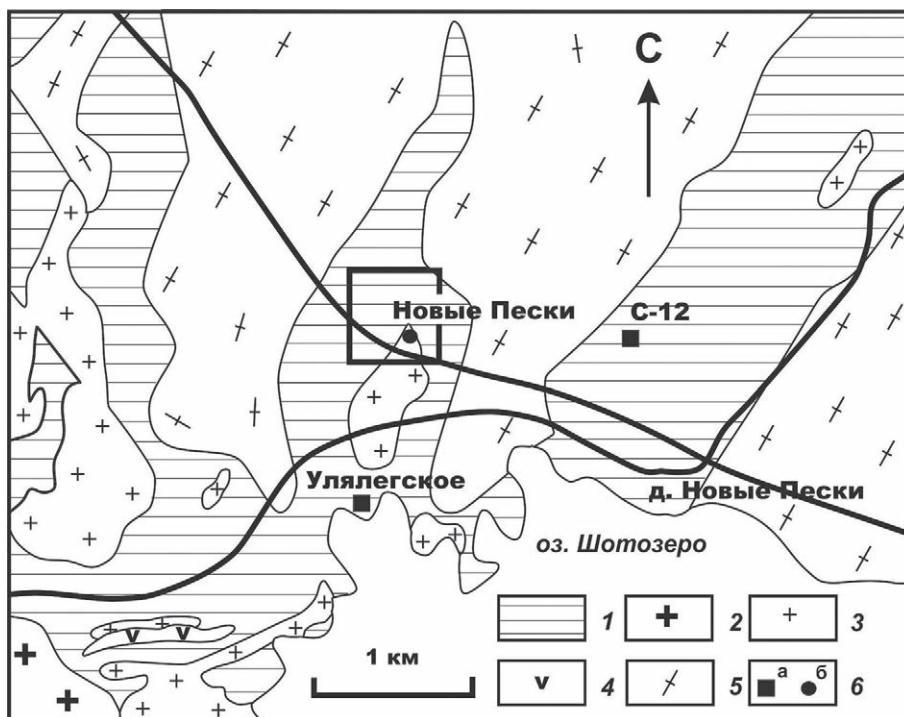 С
Новые Пески
С-12
Улялегское
д. Новые Пески
оз. Шотозеро
1 км
1
2
3
v
4
5
а
б
6
v
v